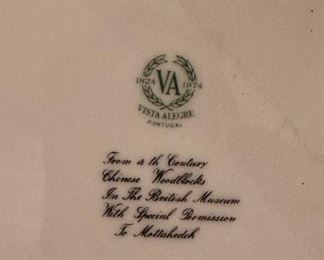 VA
1824 1974
VISTA ALEGRE
PORTUGAL
From 18th Century
Chinese Woodblocks
In The British Museum
With Special Permission
To Mottahedeh